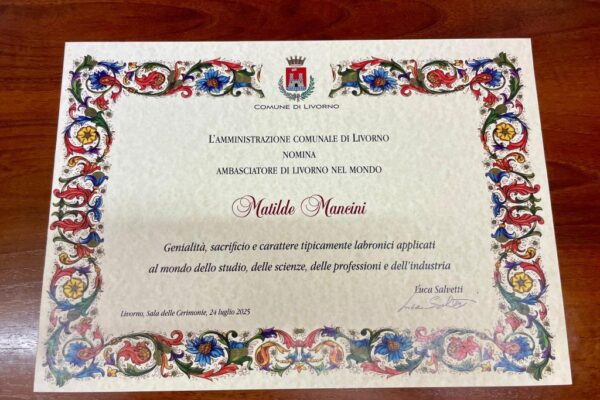 COMUNE DI LIVORNO
L'AMMINISTRAZIONE COMUNALE DI LIVORNO
NOMINA
AMBASCIATORE DI LIVORNO NEL MONDO
Matilde Mancini
Genialità, sacrificio e carattere tipicamente labronici applicati
al mondo dello studio, delle scienze, delle professioni e dell'industria
Luca Salvetti
Livorno, Sala delle Cerimonie, 24 luglio 2025